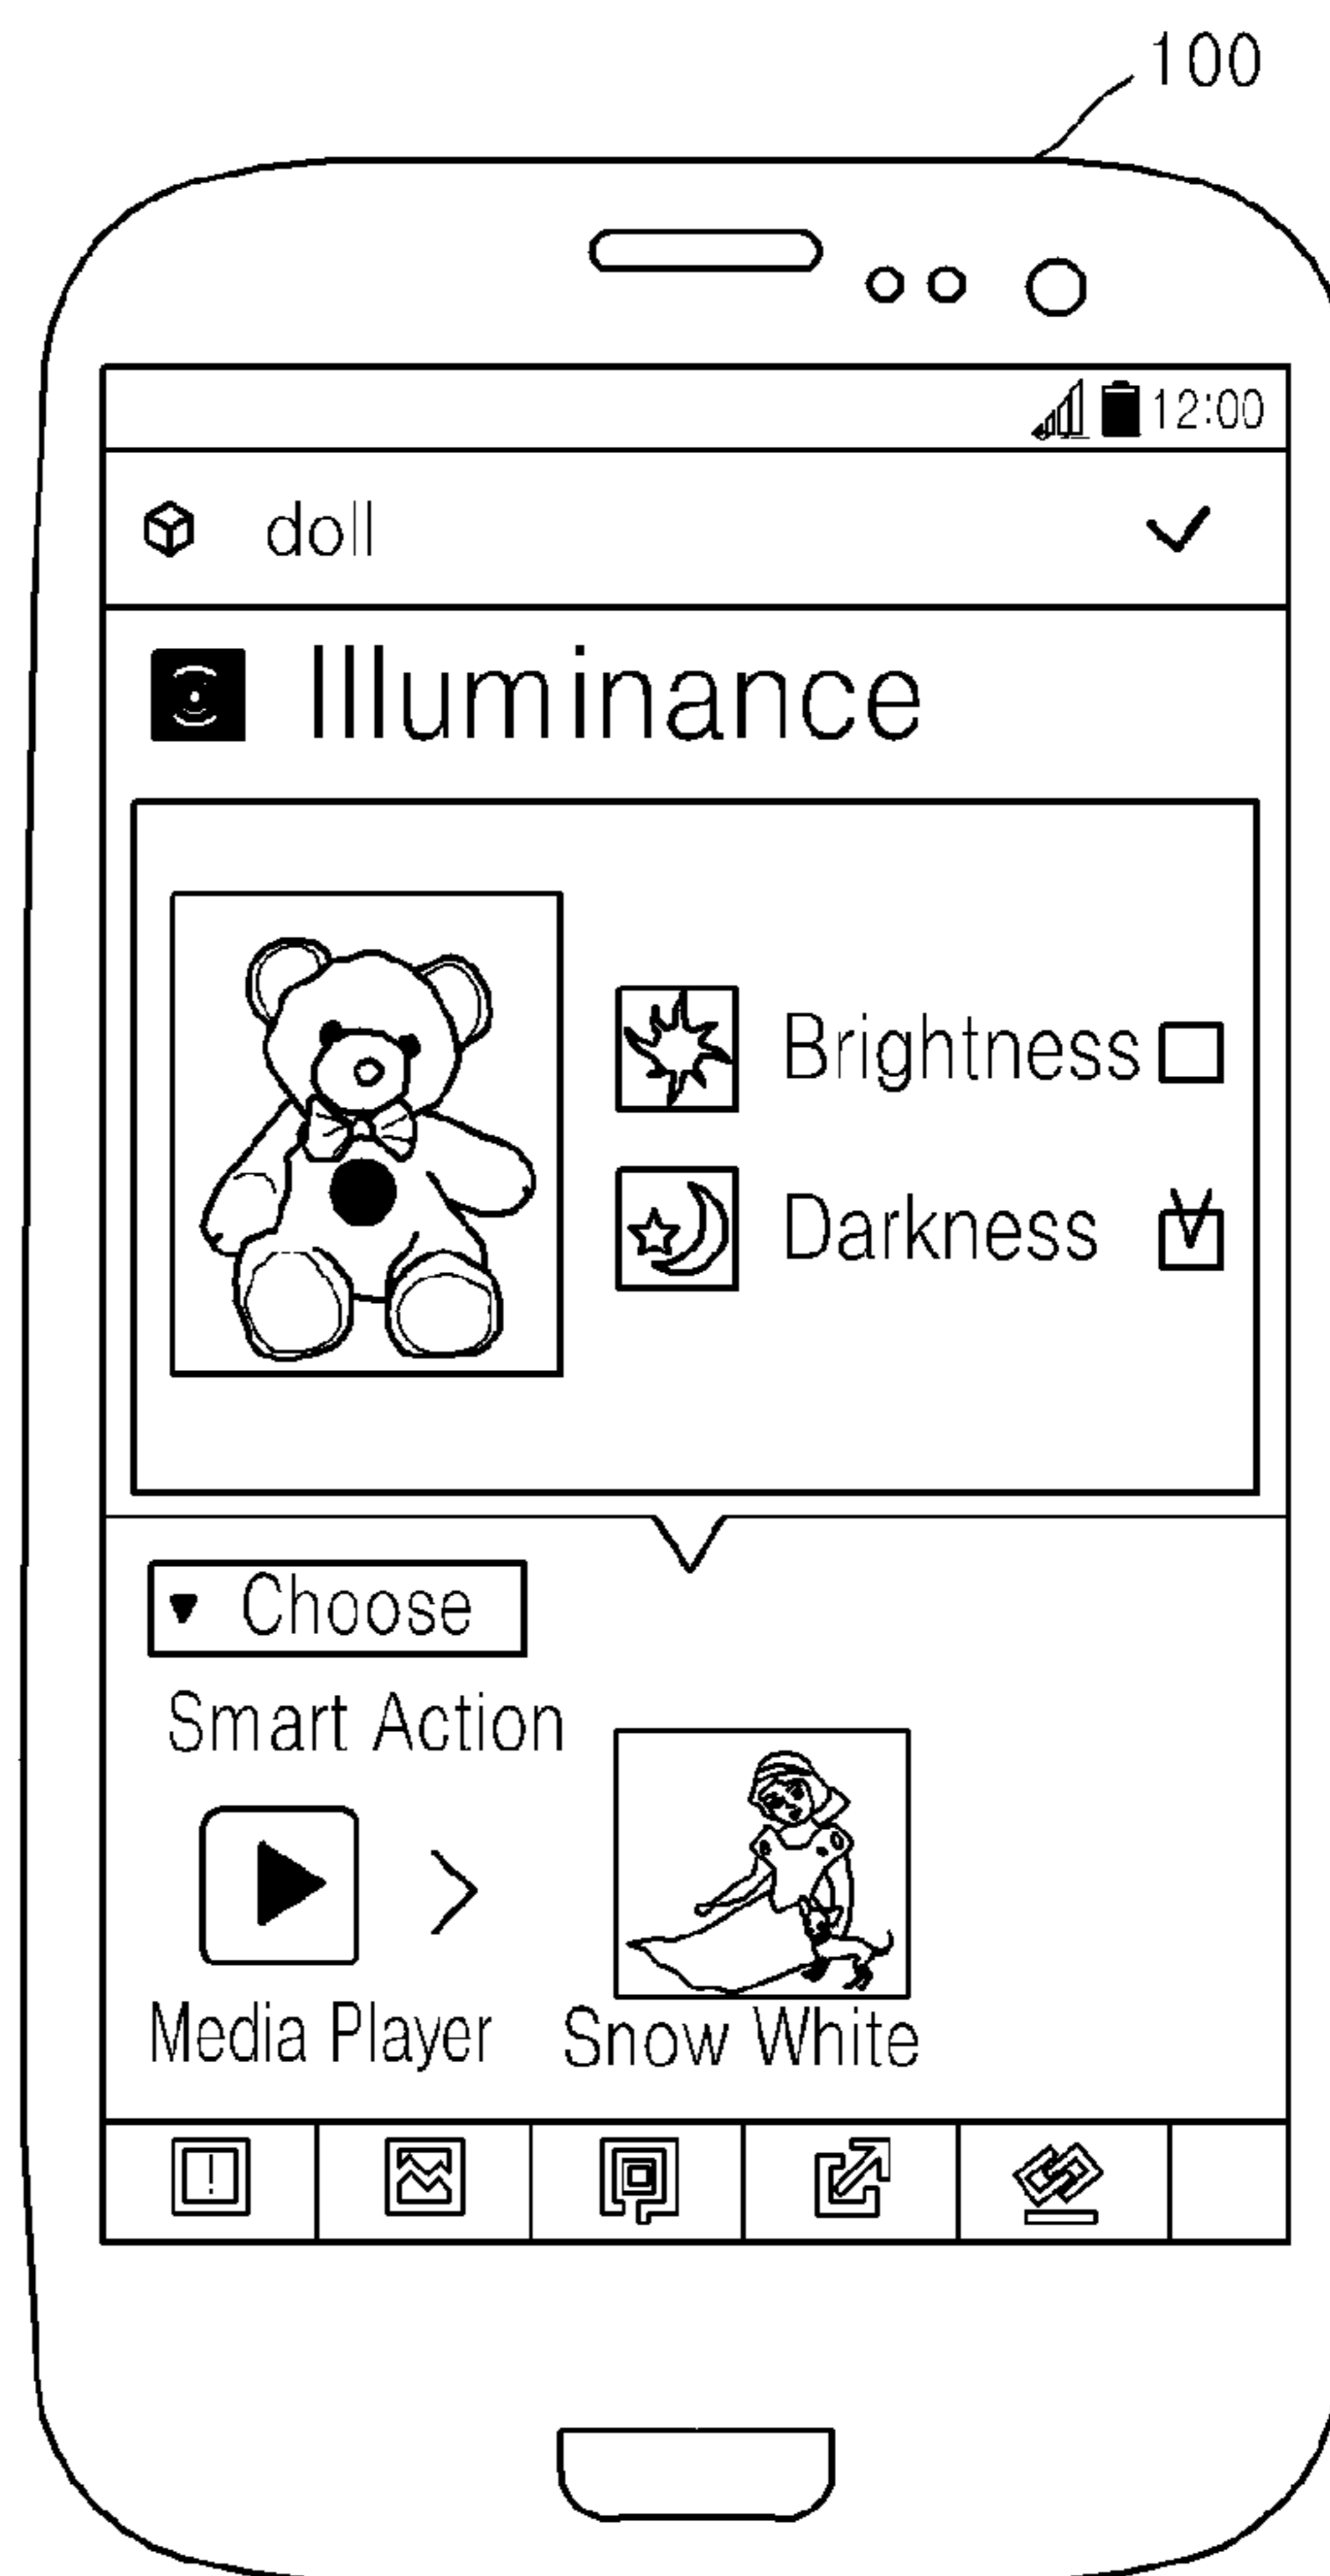 100
12:00
doll
Illuminance
Brightness
Darkness
Choose
Smart Action
Media Player
Snow White